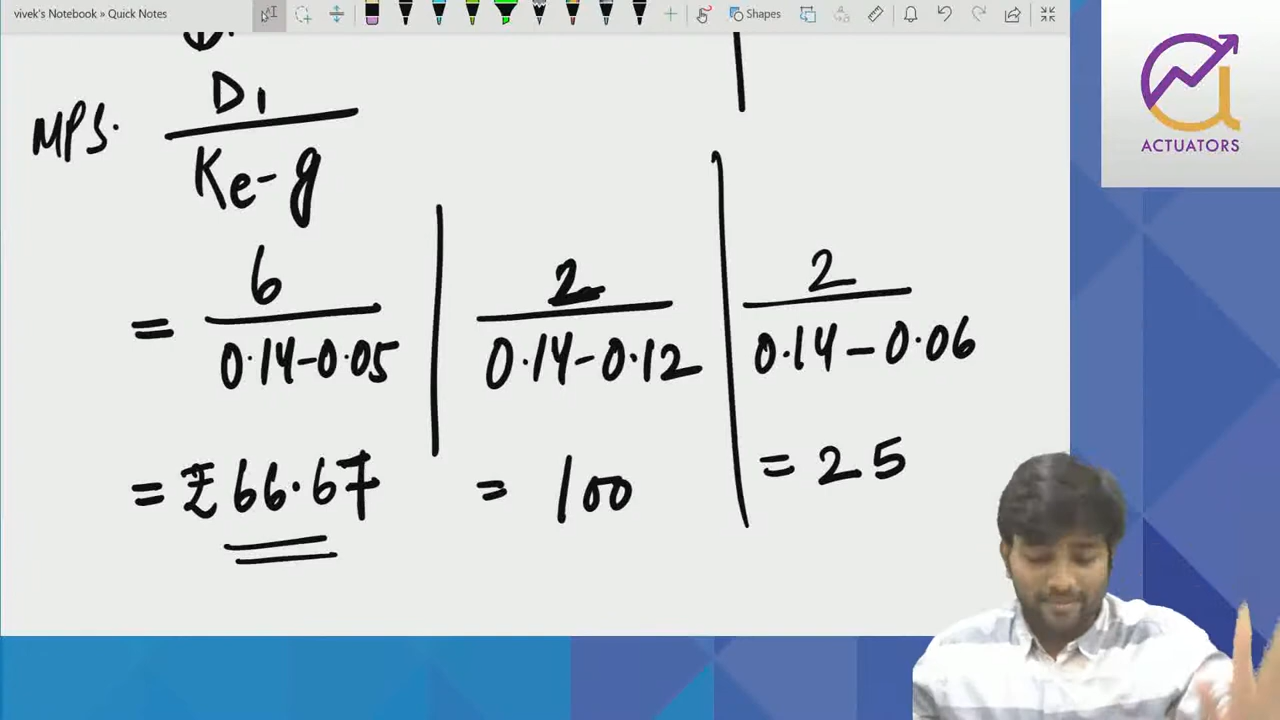 vivek's Notebook » Quick Notes
Shapes
ACTUATORS
MPS. D1
Ke-g
= 6 2 2
0.14-0.05 0.14-0.12 0.14-0.06
= ₹66.67 = 100 = 25